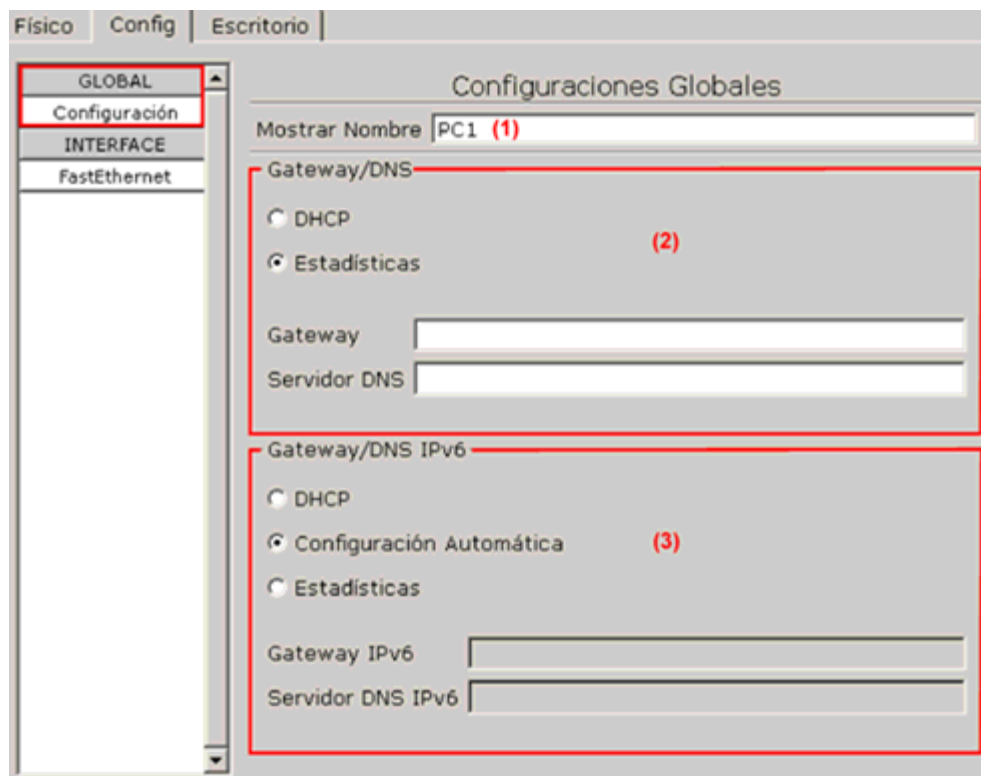 Físico Config Escritorio
GLOBAL
Configuración
INTERFACE
FastEthernet
Configuraciones Globales
Mostrar Nombre PC1 (1)
Gateway/DNS
DHCP
(2)
Estadísticas
Gateway
Servidor DNS
Gateway/DNS IPv6
DHCP
Configuración Automática (3)
Estadísticas
Gateway IPv6
Servidor DNS IPv6